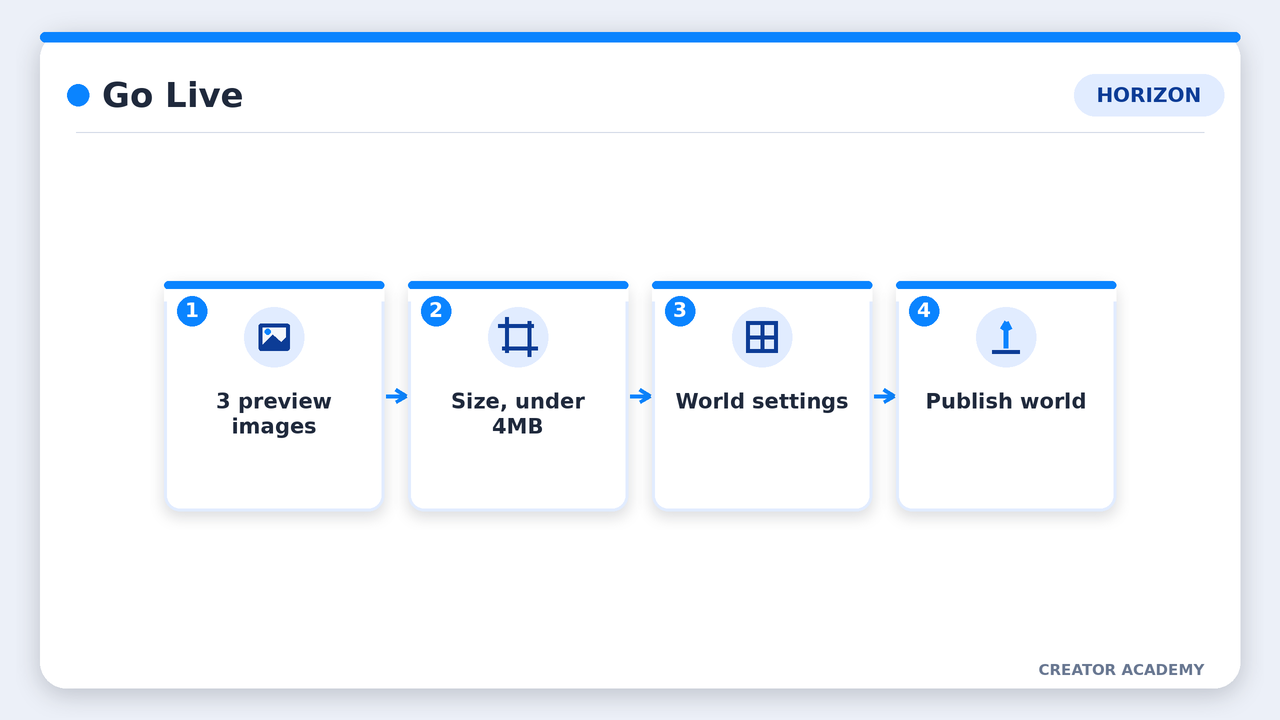 Go Live
HORIZON
1
3 preview
images
2
Size, under
4MB
3
World settings
4
Publish world
CREATOR ACADEMY